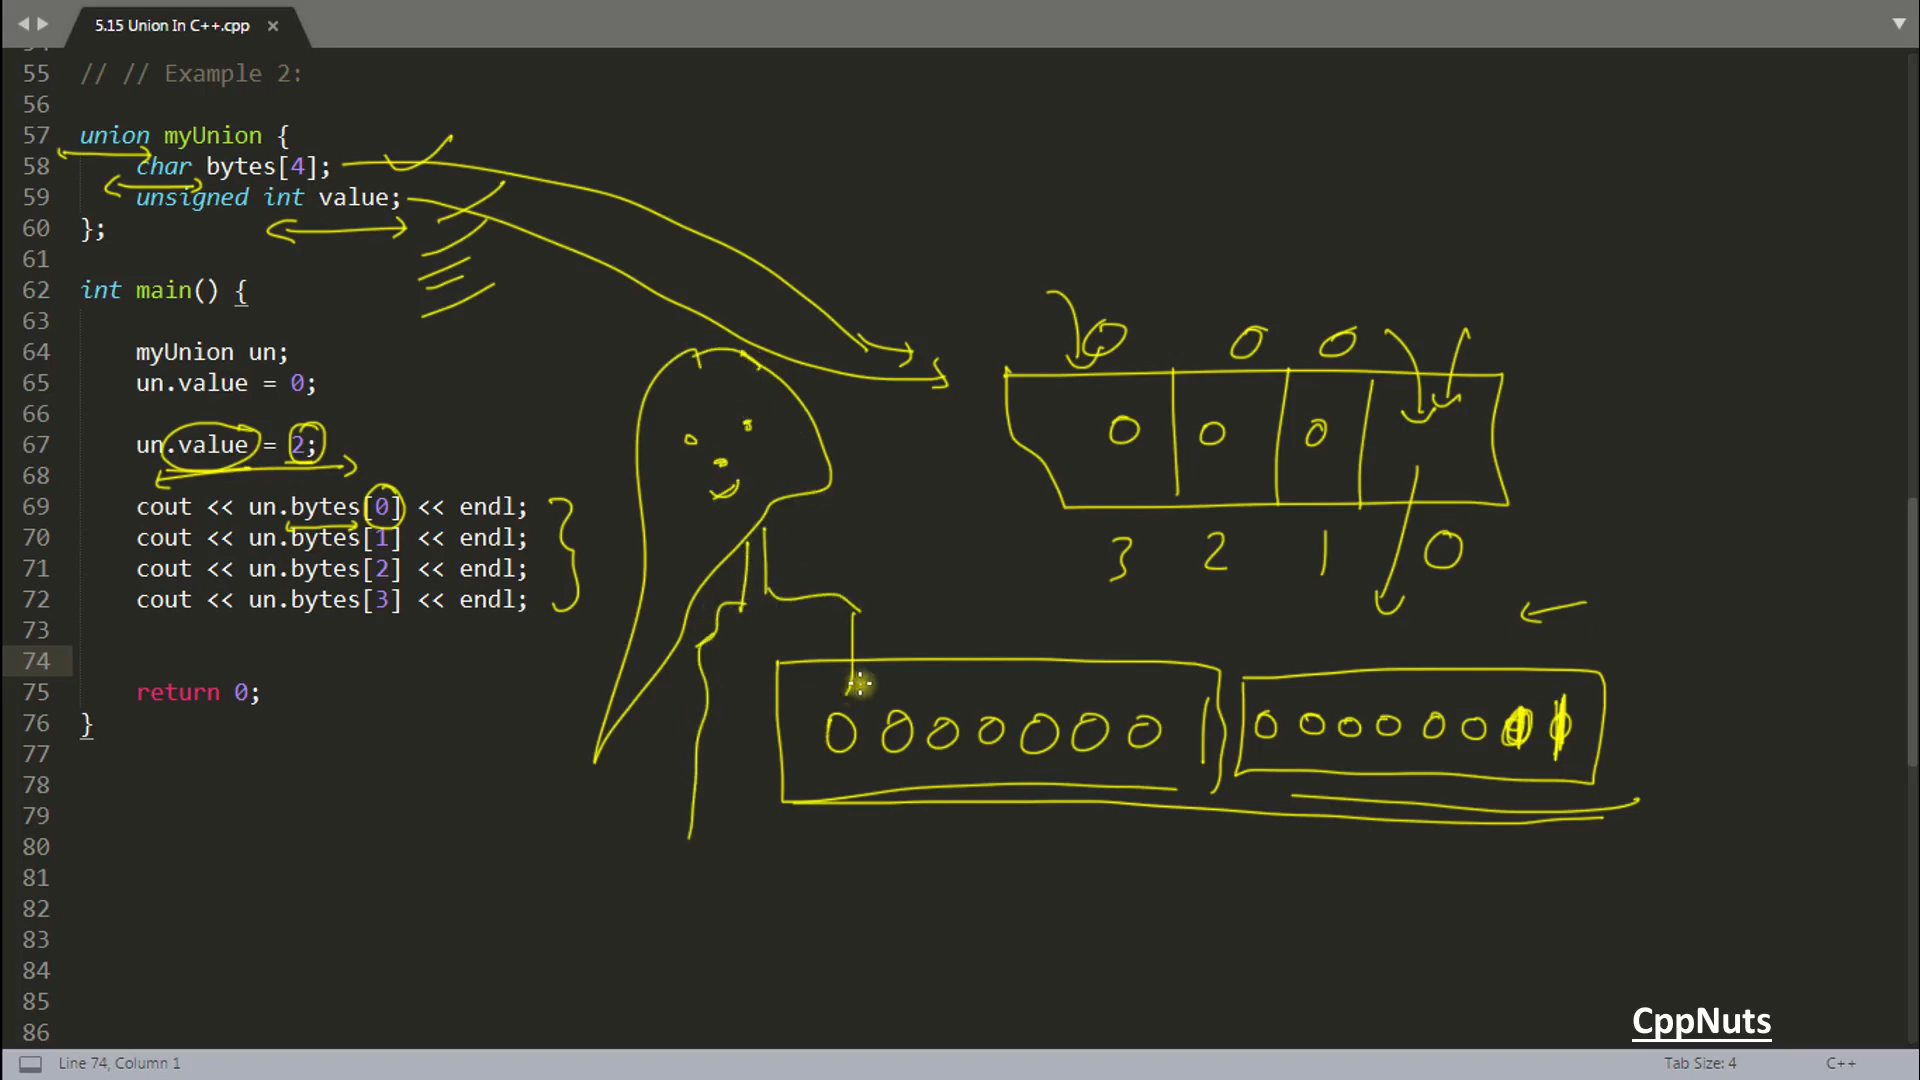 5.15 Union In C++.cpp ×
55 // // Example 2:
56
57 union myUnion {
58 char bytes[4];
59 unsigned int value;
60 };
61
62 int main() {
63
64 myUnion un;
65 un.value = 0;
66
67 un.value = 2;
68
69 cout << un.bytes[0] << endl;
70 cout << un.bytes[1] << endl;
71 cout << un.bytes[2] << endl;
72 cout << un.bytes[3] << endl;
73
74
75 return 0;
76 }
77
78
79
80
81
82
83
84
85
86
0 0 0
0 0 0
3 2 1 0
0 0 0 0 0 0 0 | 0 0 0 0 0 0
CppNuts
Line 74, Column 1
Tab Size: 4
C++